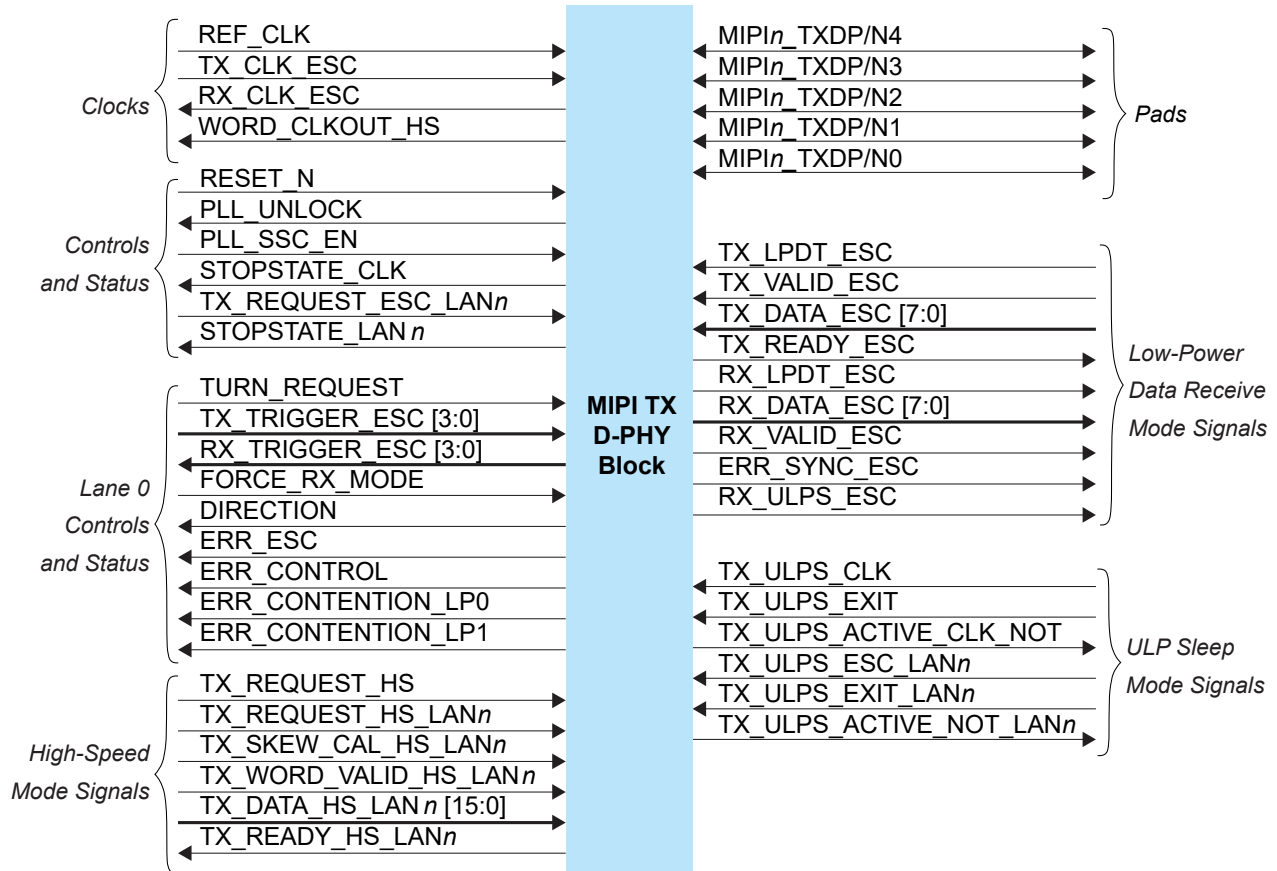 REF_CLK
TX_CLK_ESC
RX_CLK_ESC
WORD_CLKOUT_HS
Clocks
RESET_N
PLL_UNLOCK
PLL_SSC_EN
STOPSTATE_CLK
TX_REQUEST_ESC_LANn
STOPSTATE_LAN n
Controls
and Status
TURN_REQUEST
TX_TRIGGER_ESC [3:0]
RX_TRIGGER_ESC [3:0]
FORCE_RX_MODE
DIRECTION
ERR_ESC
ERR_CONTROL
ERR_CONTENTION_LP0
ERR_CONTENTION_LP1
Lane 0
Controls
and Status
TX_REQUEST_HS
TX_REQUEST_HS_LANn
TX_SKEW_CAL_HS_LANn
TX_WORD_VALID_HS_LANn
TX_DATA_HS_LAN n [15:0]
TX_READY_HS_LANn
High-Speed
Mode Signals
MIPI TX
D-PHY
Block
MIPIn_TXDP/N4
MIPIn_TXDP/N3
MIPIn_TXDP/N2
MIPIn_TXDP/N1
MIPIn_TXDP/N0
Pads
TX_LPDT_ESC
TX_VALID_ESC
TX_DATA_ESC [7:0]
TX_READY_ESC
RX_LPDT_ESC
RX_DATA_ESC [7:0]
RX_VALID_ESC
ERR_SYNC_ESC
RX_ULPS_ESC
Low-Power
Data Receive
Mode Signals
TX_ULPS_CLK
TX_ULPS_EXIT
TX_ULPS_ACTIVE_CLK_NOT
TX_ULPS_ESC_LANn
TX_ULPS_EXIT_LANn
TX_ULPS_ACTIVE_NOT_LANn
ULP Sleep
Mode Signals